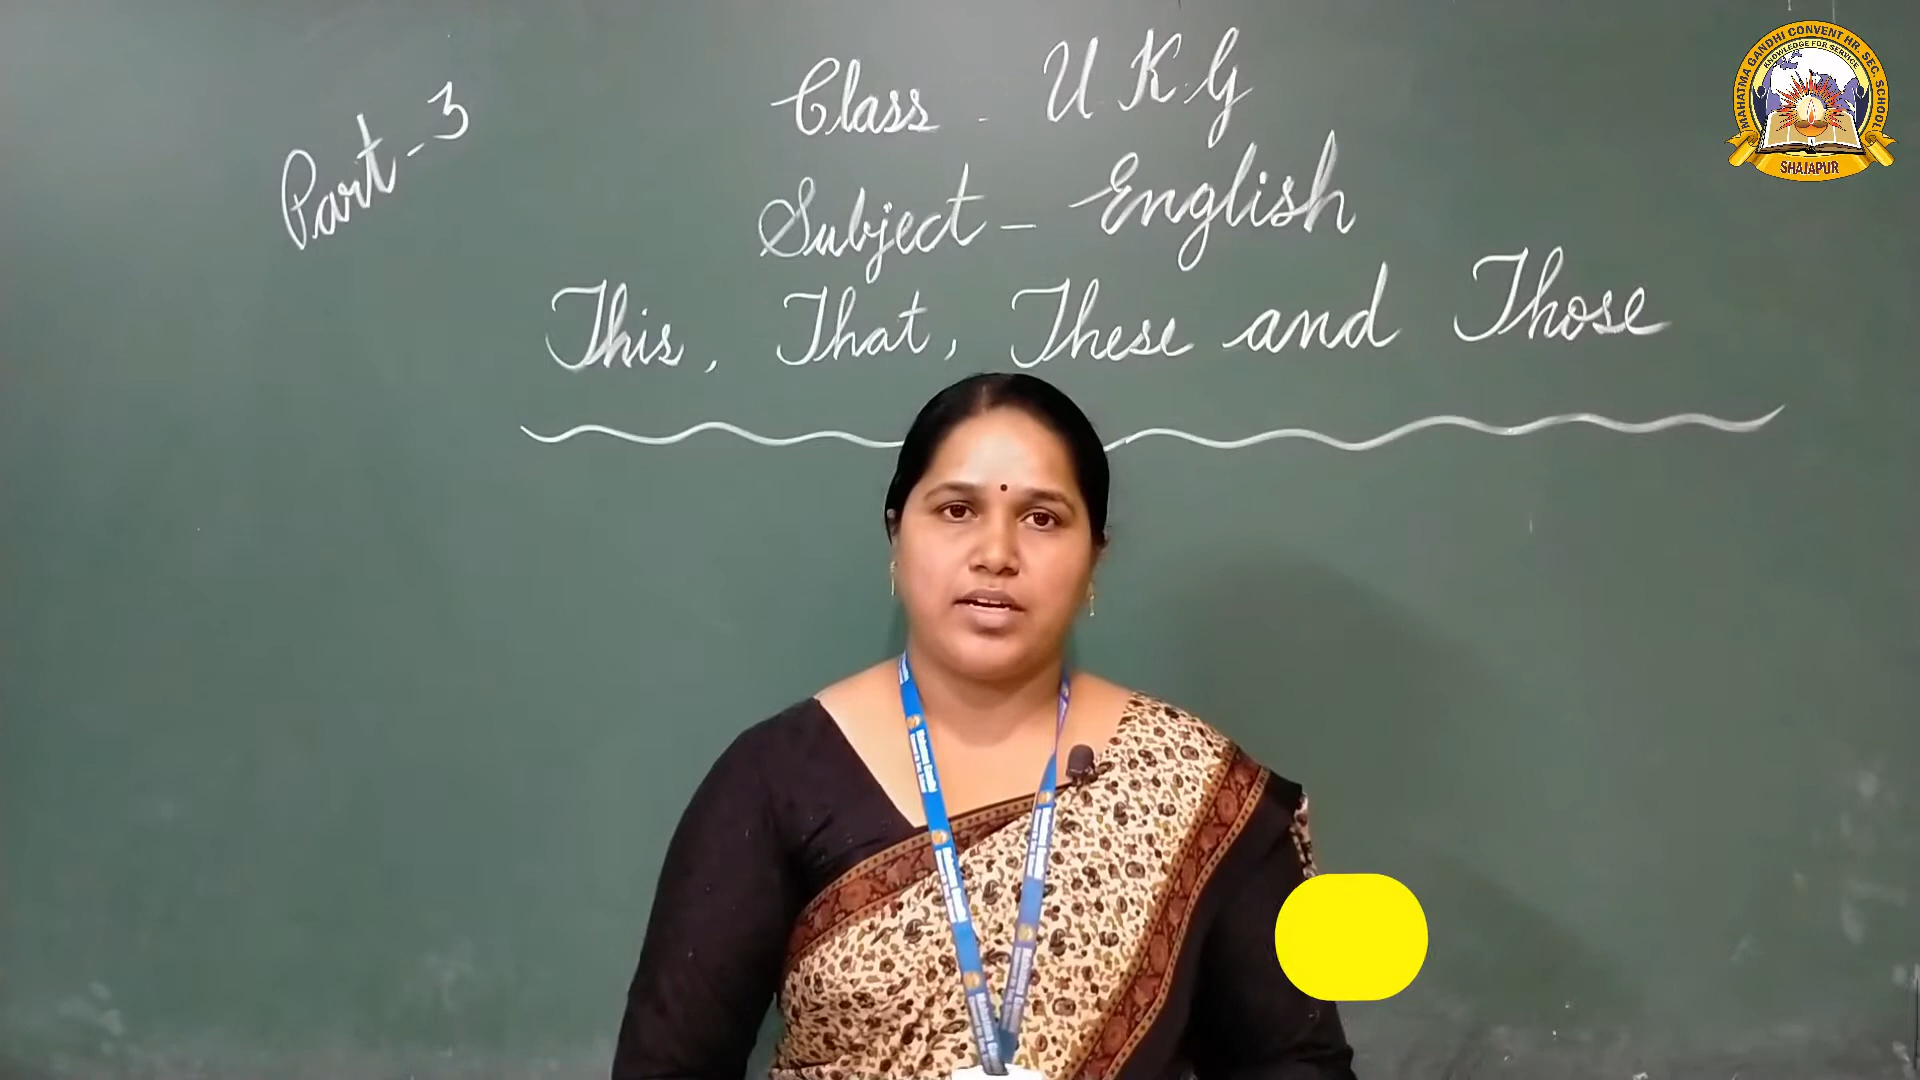 Part-3
Class - U.K.G
Subject - English
This, That, These and Those
MAHATMA GANDHI CONVENT HR. SEC. SCHOOL
KNOWLEDGE FOR SERVICE
SHAJAPUR